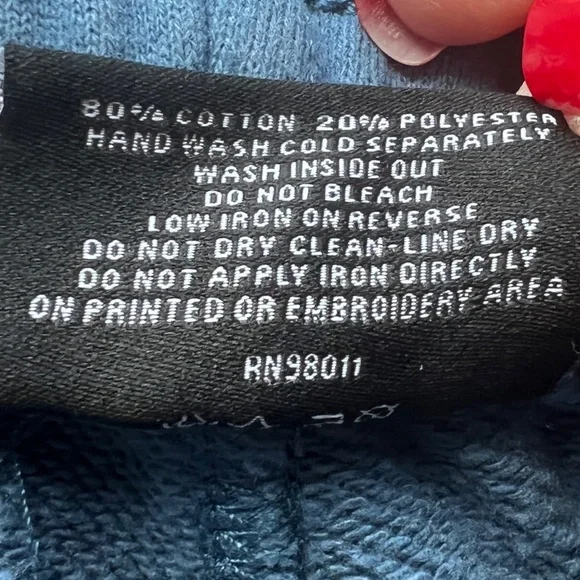 80% COTTON 20% POLYESTER
HAND WASH COLD SEPARATELY
WASH INSIDE OUT
DO NOT BLEACH
LOW IRON ON REVERSE
DO NOT DRY CLEAN-LINE DRY
DO NOT APPLY IRON DIRECTLY
ON PRINTED OR EMBROIDERY AREA
RN98011